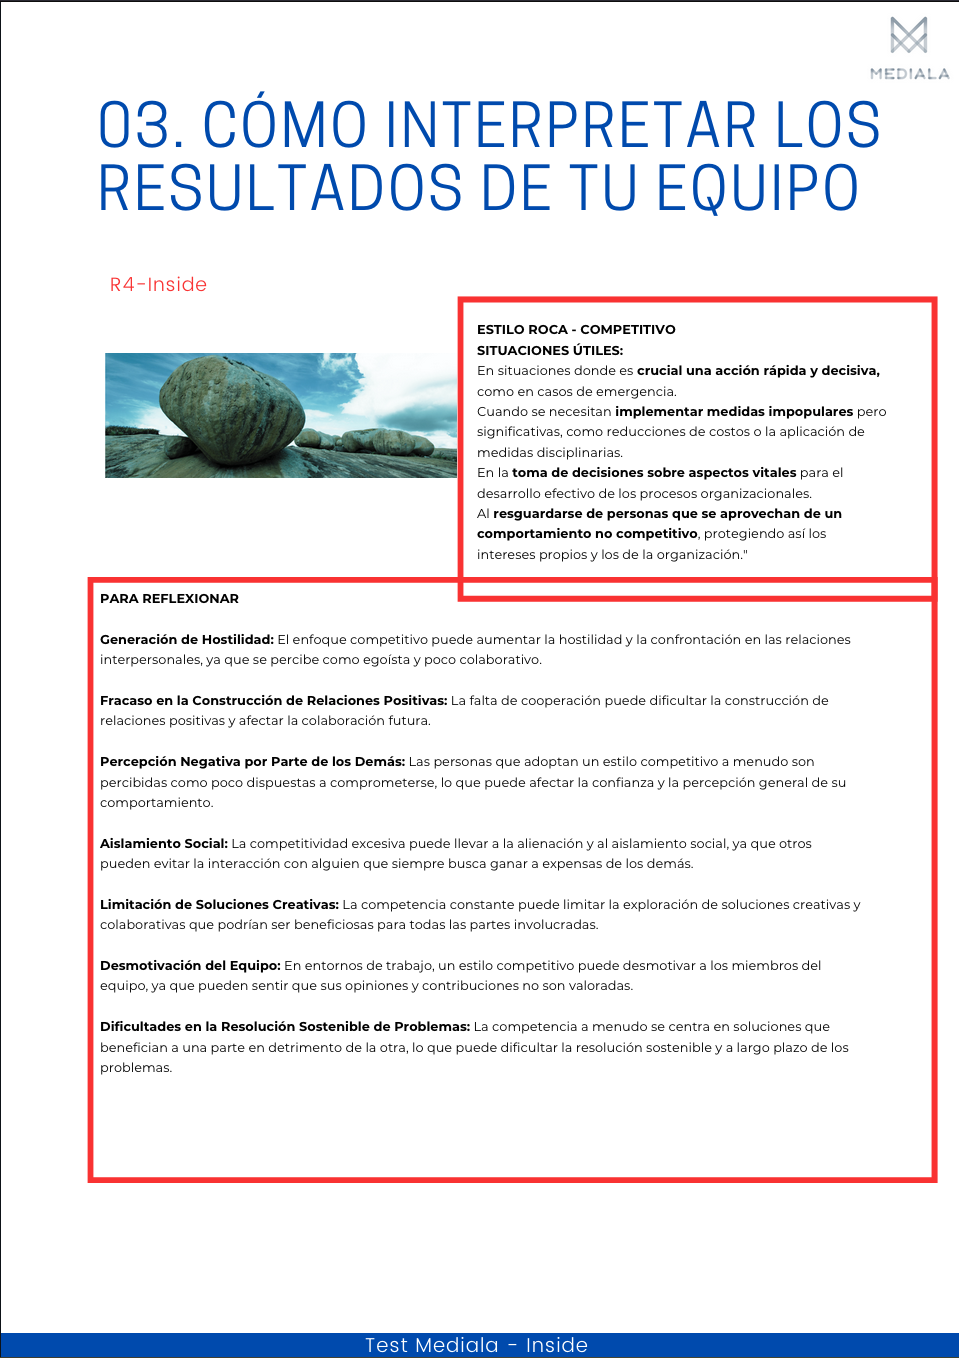 MEDIALA
03. CÓMO INTERPRETAR LOS
RESULTADOS DE TU EQUIPO
R4-Inside
ESTILO ROCA - COMPETITIVO
SITUACIONES ÚTILES:
En situaciones donde es crucial una acción rápida y decisiva,
como en casos de emergencia.
Cuando se necesitan implementar medidas impopulares pero
significativas, como reducciones de costos o la aplicación de
medidas disciplinarias.
En la toma de decisiones sobre aspectos vitales para el
desarrollo efectivo de los procesos organizacionales.
Al resguardarse de personas que se aprovechan de un
comportamiento no competitivo, protegiendo así los
intereses propios y los de la organización."
PARA REFLEXIONAR
Generación de Hostilidad: El enfoque competitivo puede aumentar la hostilidad y la confrontación en las relaciones
interpersonales, ya que se percibe como egoísta y poco colaborativo.
Fracaso en la Construcción de Relaciones Positivas: La falta de cooperación puede dificultar la construcción de
relaciones positivas y afectar la colaboración futura.
Percepción Negativa por Parte de los Demás: Las personas que adoptan un estilo competitivo a menudo son
percibidas como poco dispuestas a comprometerse, lo que puede afectar la confianza y la percepción general de su
comportamiento.
Aislamiento Social: La competitividad excesiva puede llevar a la alienación y al aislamiento social, ya que otros
pueden evitar la interacción con alguien que siempre busca ganar a expensas de los demás.
Limitación de Soluciones Creativas: La competencia constante puede limitar la exploración de soluciones creativas y
colaborativas que podrían ser beneficiosas para todas las partes involucradas.
Desmotivación del Equipo: En entornos de trabajo, un estilo competitivo puede desmotivar a los miembros del
equipo, ya que pueden sentir que sus opiniones y contribuciones no son valoradas.
Dificultades en la Resolución Sostenible de Problemas: La competencia a menudo se centra en soluciones que
benefician a una parte en detrimento de la otra, lo que puede dificultar la resolución sostenible y a largo plazo de los
problemas.
Test Mediala - Inside